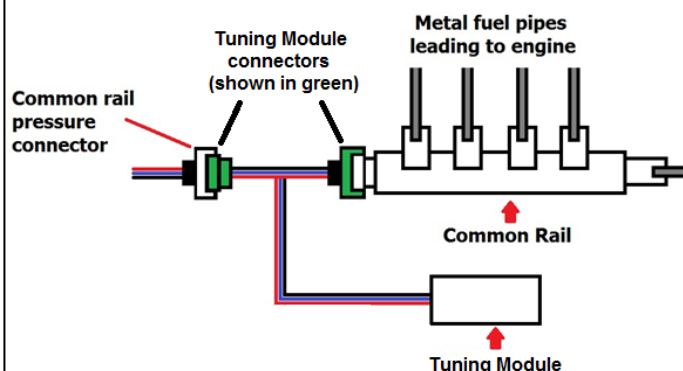 Metal fuel pipes
leading to engine
Tuning Module
connectors
(shown in green)
Common rail
pressure
connector
Common Rail
Tuning Module